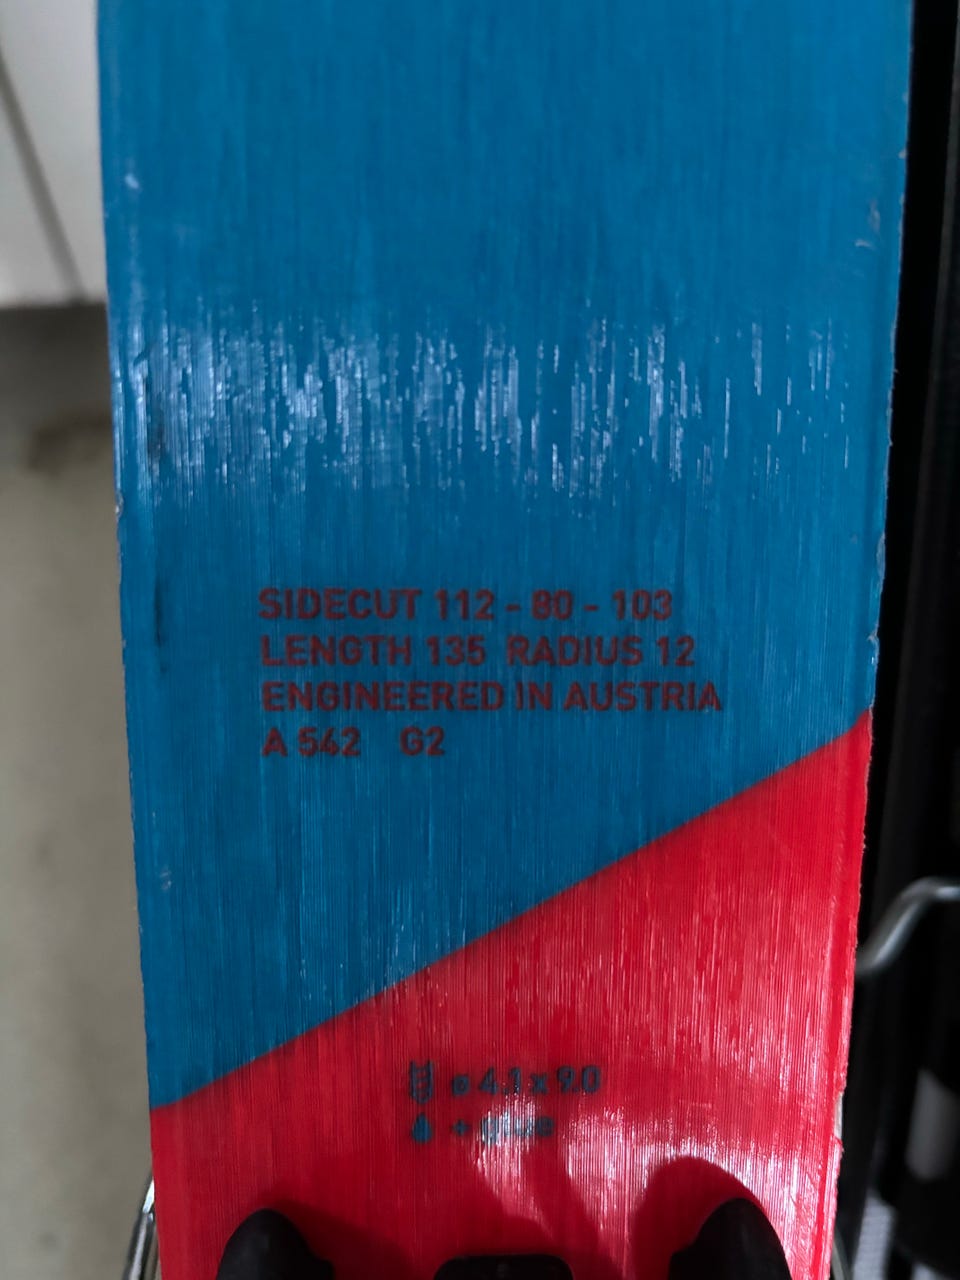 SIDECUT 112 - 80 - 103
LENGTH 135 RADIUS 12
ENGINEERED IN AUSTRIA
A 542 G2
ø 4.1 x 9.0
+ glue